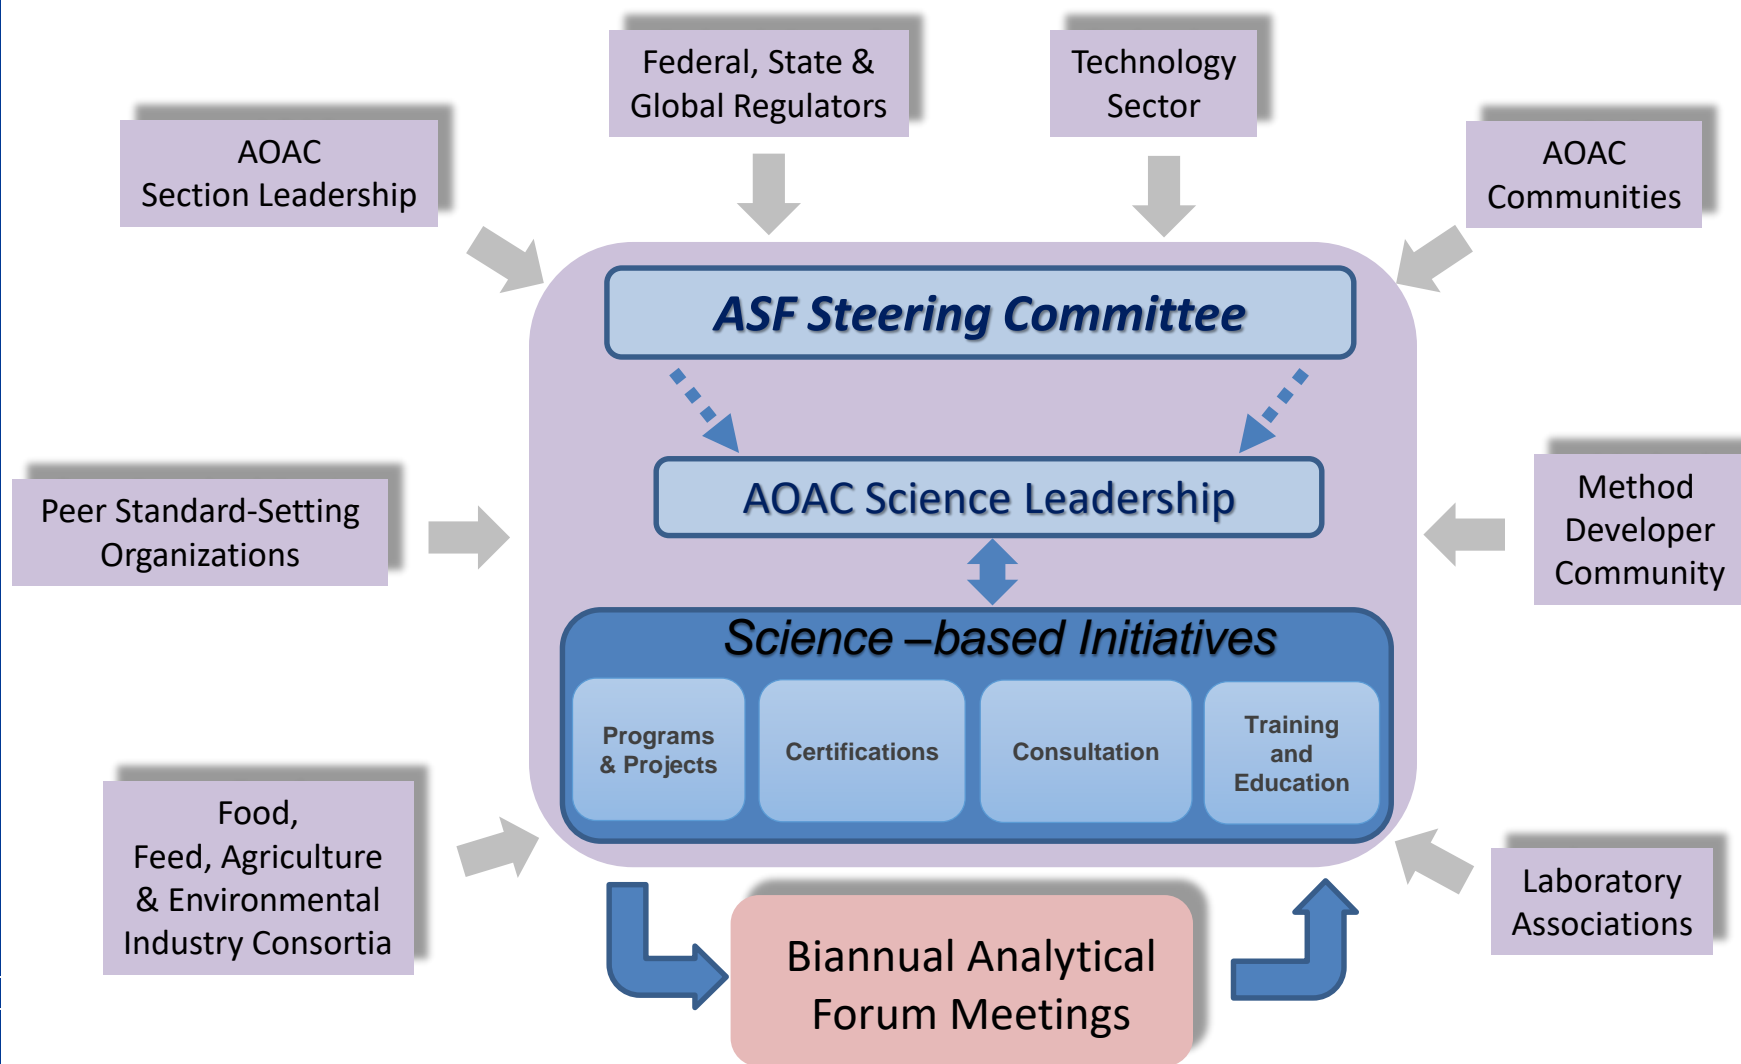 Federal, State &
Global Regulators
Technology
Sector
AOAC
Section Leadership
AOAC
Communities
ASF Steering Committee
AOAC Science Leadership
Peer Standard-Setting
Organizations
Method
Developer
Community
Science –based Initiatives
Programs
& Projects
Certifications
Consultation
Training
and
Education
Food,
Feed, Agriculture
& Environmental
Industry Consortia
Laboratory
Associations
Biannual Analytical
Forum Meetings